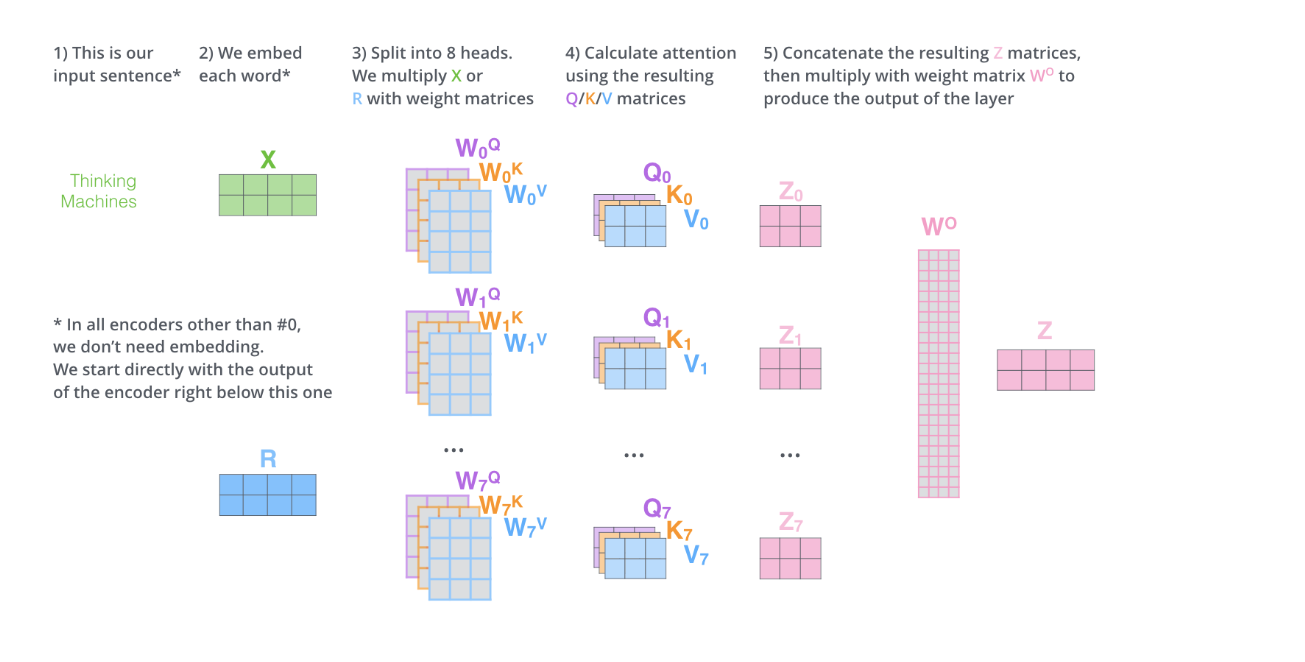 1) This is our
input sentence*
2) We embed
each word*
3) Split into 8 heads.
We multiply X or
R with weight matrices
4) Calculate attention
using the resulting
Q/K/V matrices
5) Concatenate the resulting Z matrices,
then multiply with weight matrix Wᴼ to
produce the output of the layer
Thinking
Machines
X
W₀Q
W₀K
W₀V
Q₀
K₀
V₀
Z₀
Wᴼ
* In all encoders other than #0,
we don’t need embedding.
We start directly with the output
of the encoder right below this one
W₁Q
W₁K
W₁V
Q₁
K₁
V₁
Z₁
Z
...
...
...
R
W₇Q
W₇K
W₇V
Q₇
K₇
V₇
Z₇